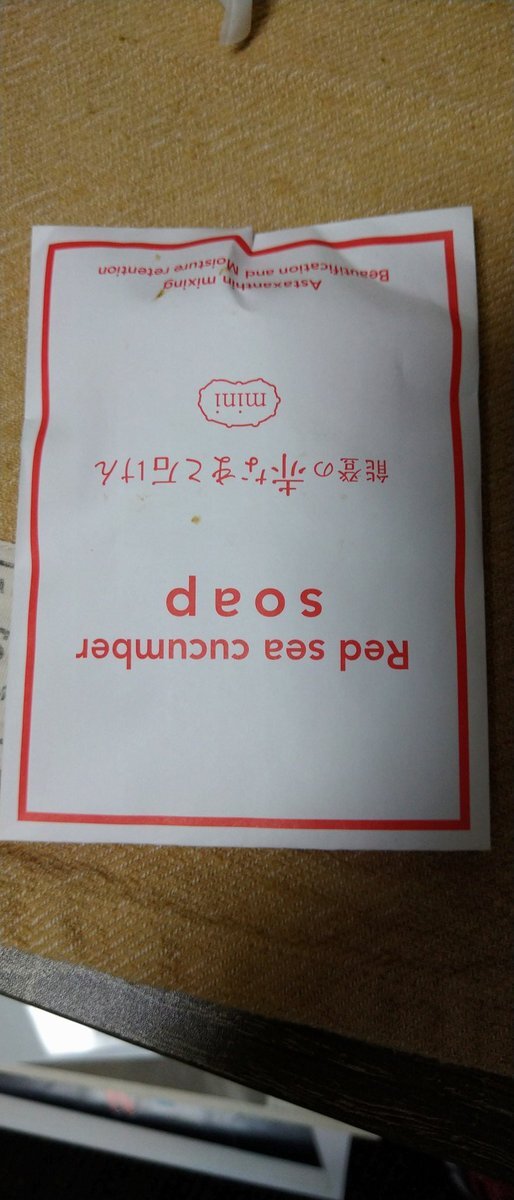 Red sea cucumber
soap
能登の赤なまこ石けん
mini
Astaxanthin mixing
Beautification and Moisture retention